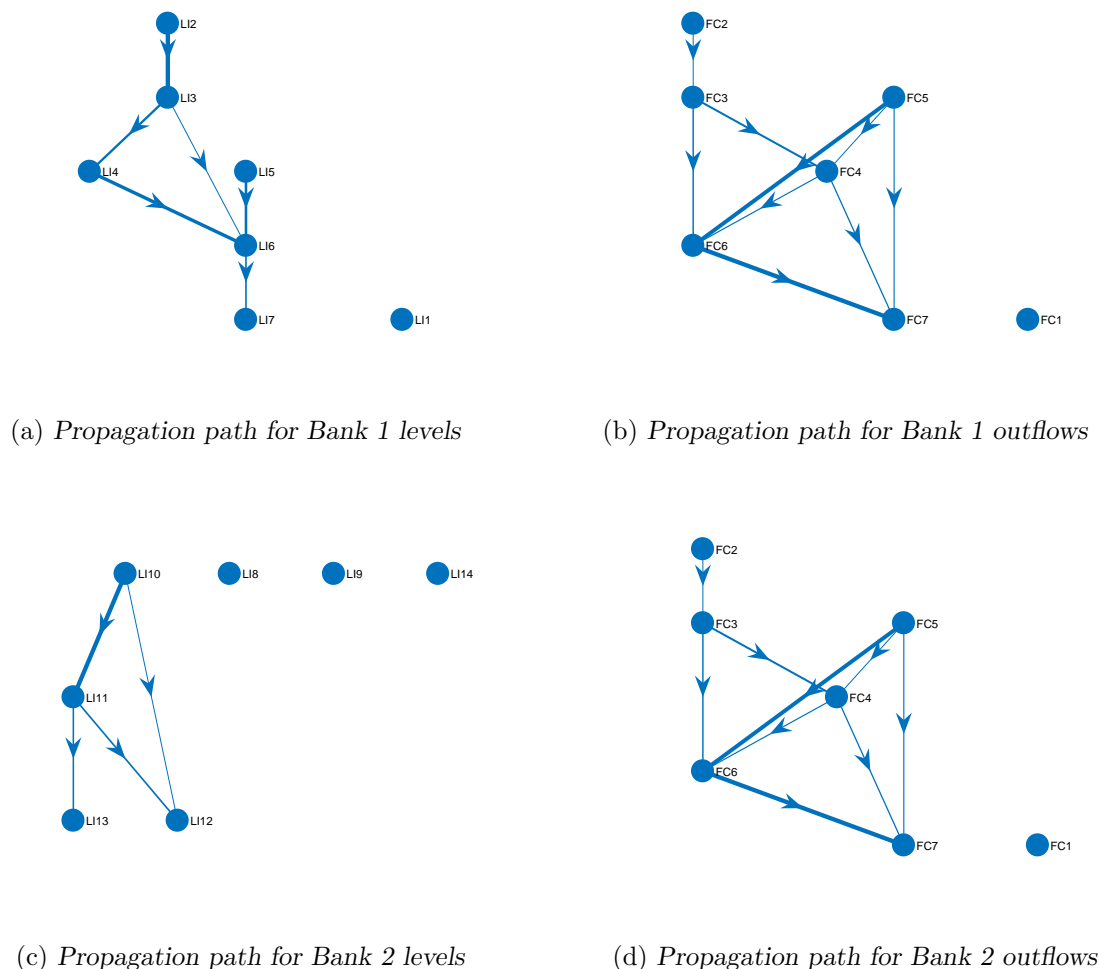 LI2
LI3
LI4
LI5
LI6
LI7
LI1
(a) Propagation path for Bank 1 levels
FC2
FC3
FC5
FC4
FC6
FC7
FC1
(b) Propagation path for Bank 1 outflows
LI10
LI8
LI9
LI14
LI11
LI13
LI12
(c) Propagation path for Bank 2 levels
FC2
FC3
FC5
FC4
FC6
FC7
FC1
(d) Propagation path for Bank 2 outflows